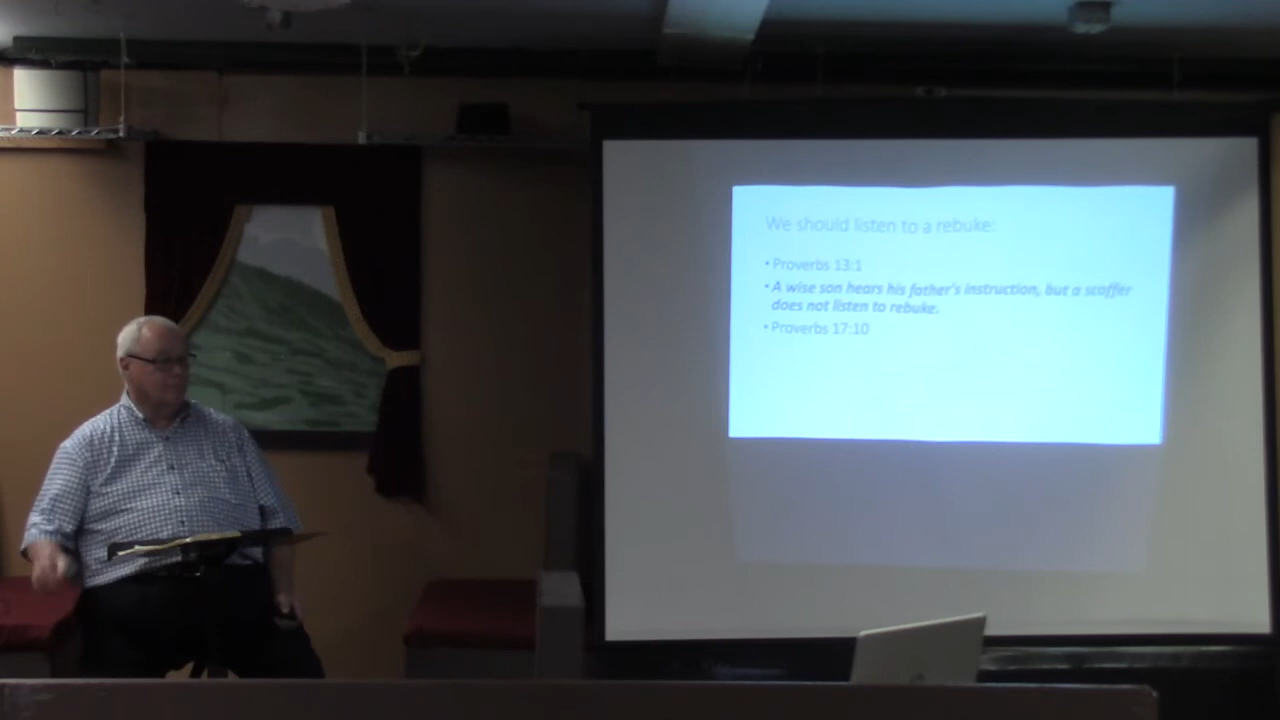 We should listen to a rebuke:
• Proverbs 13:1
• A wise son hears his father's instruction, but a scoffer
does not listen to rebuke.
• Proverbs 17:10